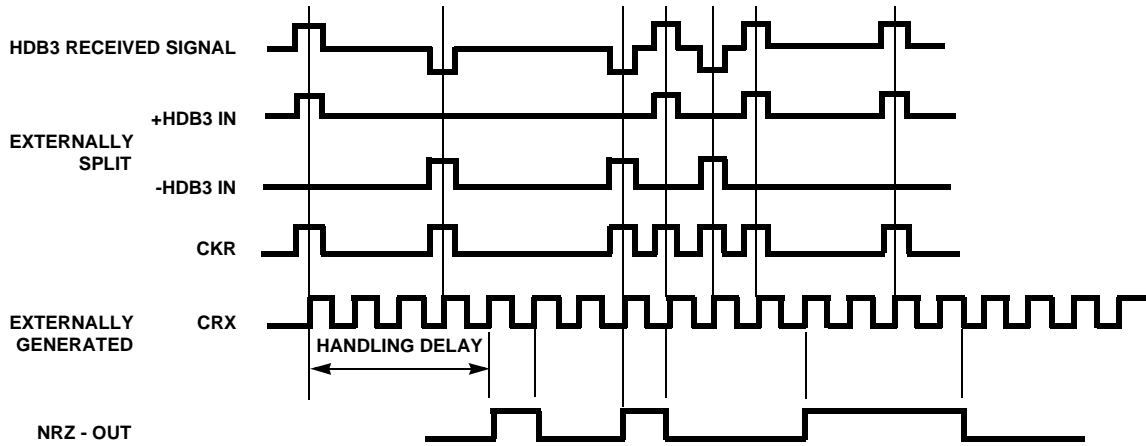 HDB3 RECEIVED SIGNAL
+HDB3 IN
EXTERNALLY
SPLIT
-HDB3 IN
CKR
EXTERNALLY
GENERATED
CRX
HANDLING DELAY
NRZ - OUT